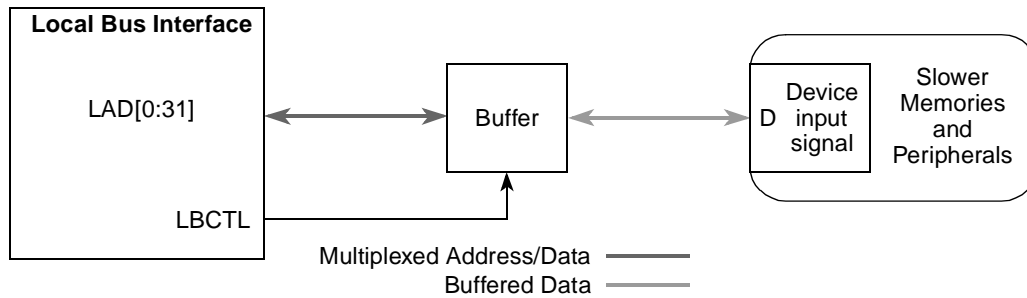 Local Bus Interface
LAD[0:31]
LBCTL
Buffer
D
Device
input
signal
Slower
Memories
and
Peripherals
Multiplexed Address/Data
Buffered Data